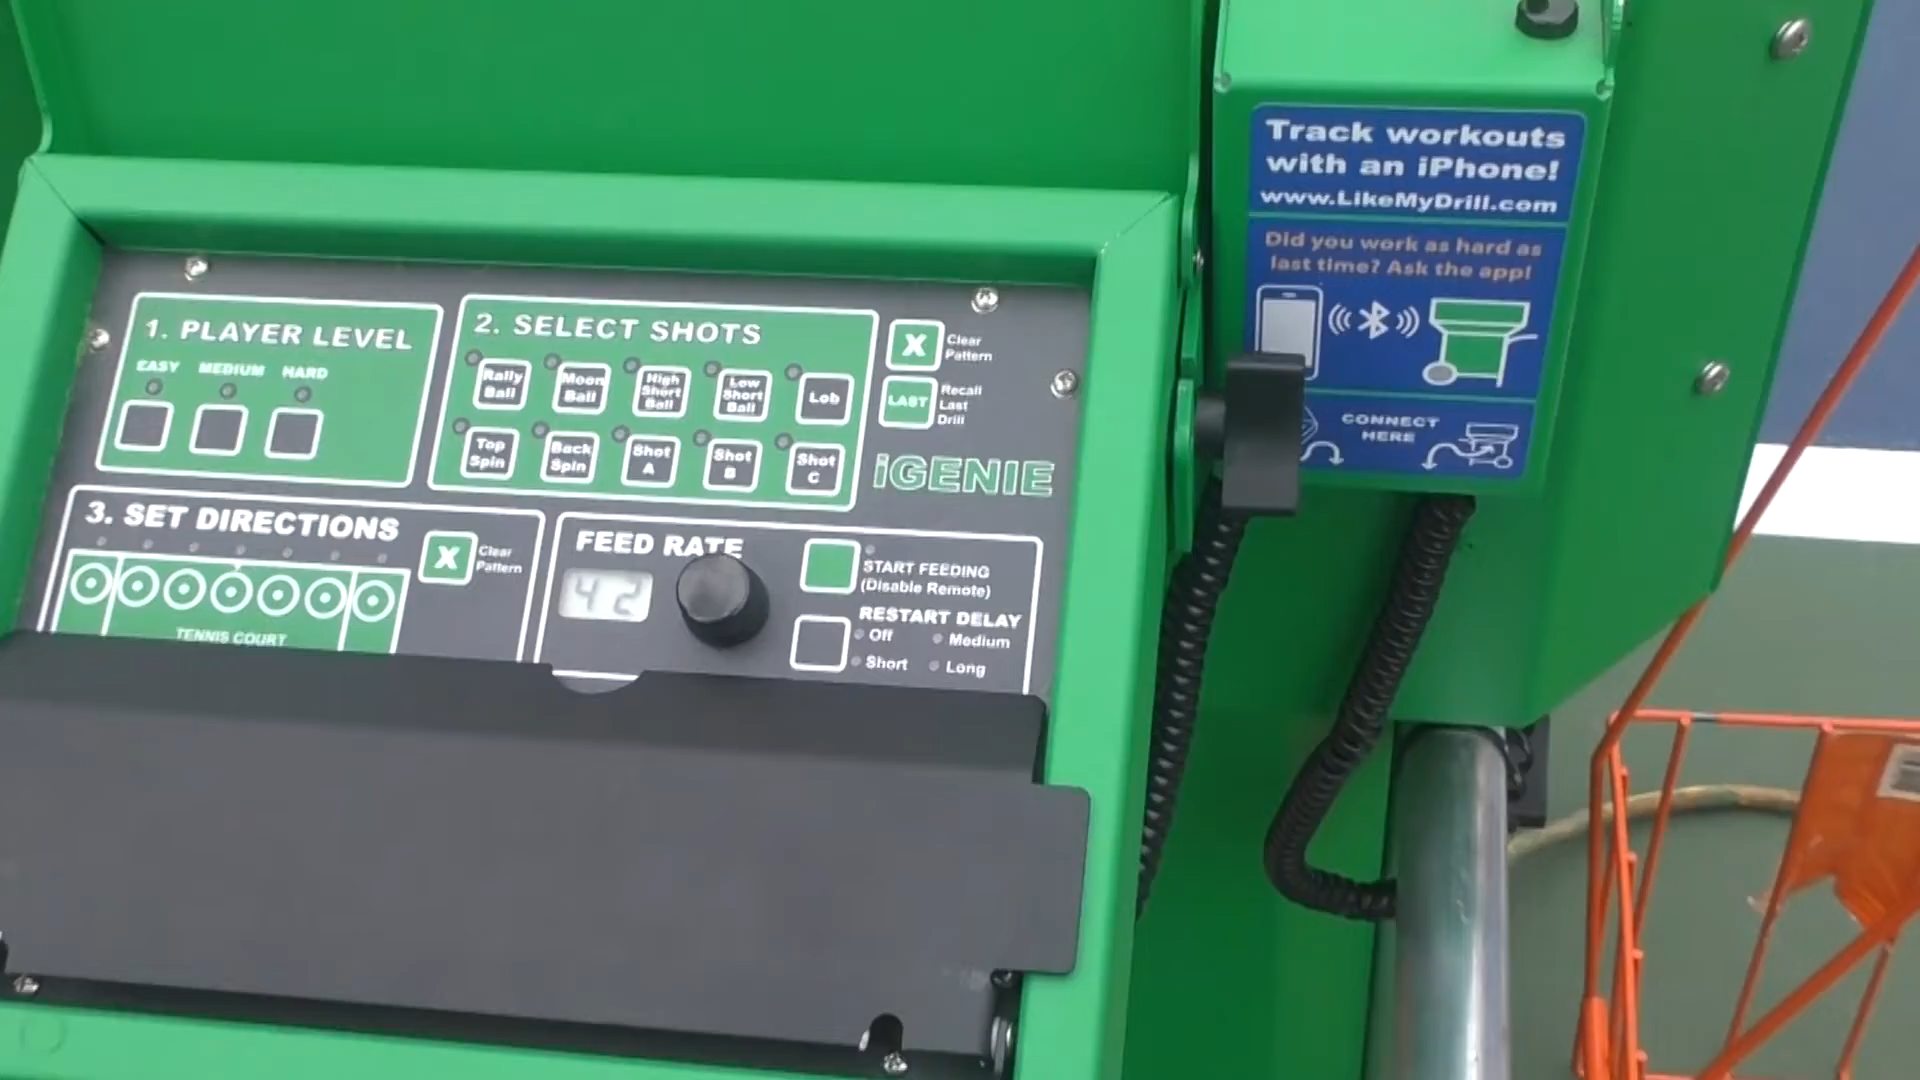 Track workouts
with an iPhone!
www.LikeMyDrill.com
Did you work as hard as
last time? Ask the app!
CONNECT
HERE
1. PLAYER LEVEL
EASY MEDIUM HARD
2. SELECT SHOTS
Rally
Ball
Moon
Ball
High
Short
Ball
Low
Short
Ball
Lob
Top
Spin
Back
Spin
Shot
A
Shot
B
Shot
C
X
Clear
Pattern
LAST
Recall
Last
Drill
iGENIE
3. SET DIRECTIONS
X
Clear
Pattern
TENNIS COURT
FEED RATE
42
START FEEDING
(Disable Remote)
RESTART DELAY
Off Medium
Short Long